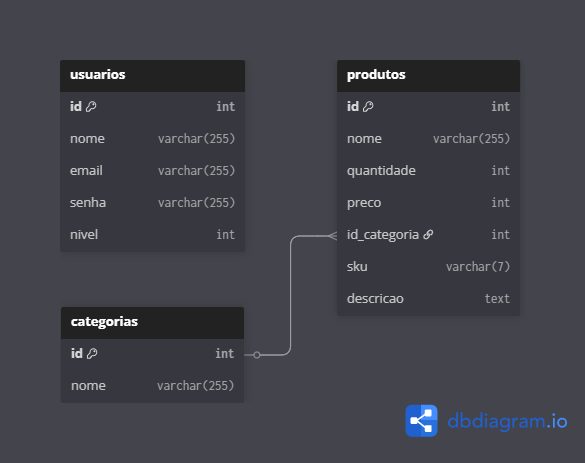 usuarios
id int
nome varchar(255)
email varchar(255)
senha varchar(255)
nivel int
produtos
id int
nome varchar(255)
quantidade int
preco int
id_categoria int
sku varchar(7)
descricao text
categorias
id int
nome varchar(255)
dbdiagram.io